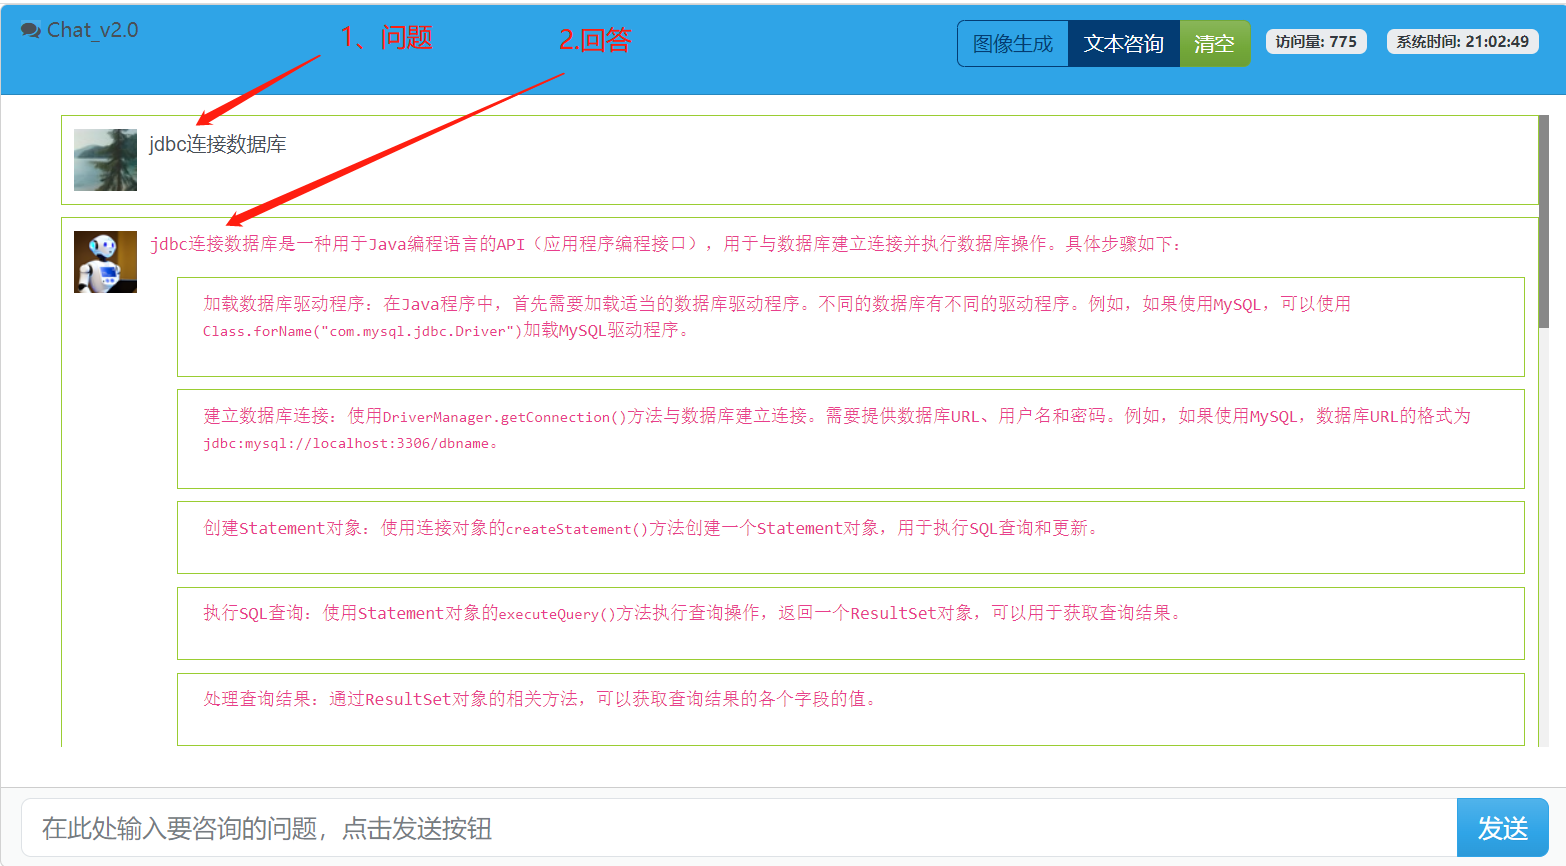 Chat_v2.0
1、问题
2.回答
图像生成
文本咨询
清空
访问量: 775
系统时间: 21:02:49
jdbc连接数据库
jdbc连接数据库是一种用于Java编程语言的API（应用程序编程接口），用于与数据库建立连接并执行数据库操作。具体步骤如下：
加载数据库驱动程序：在Java程序中，首先需要加载适当的数据库驱动程序。不同的数据库有不同的驱动程序。例如，如果使用MySQL，可以使用
Class.forName("com.mysql.jdbc.Driver")加载MySQL驱动程序。
建立数据库连接：使用DriverManager.getConnection()方法与数据库建立连接。需要提供数据库URL、用户名和密码。例如，如果使用MySQL，数据库URL的格式为
jdbc:mysql://localhost:3306/dbname。
创建Statement对象：使用连接对象的createStatement()方法创建一个Statement对象，用于执行SQL查询和更新。
执行SQL查询：使用Statement对象的executeQuery()方法执行查询操作，返回一个ResultSet对象，可以用于获取查询结果。
处理查询结果：通过ResultSet对象的相关方法，可以获取查询结果的各个字段的值。
在此处输入要咨询的问题，点击发送按钮
发送